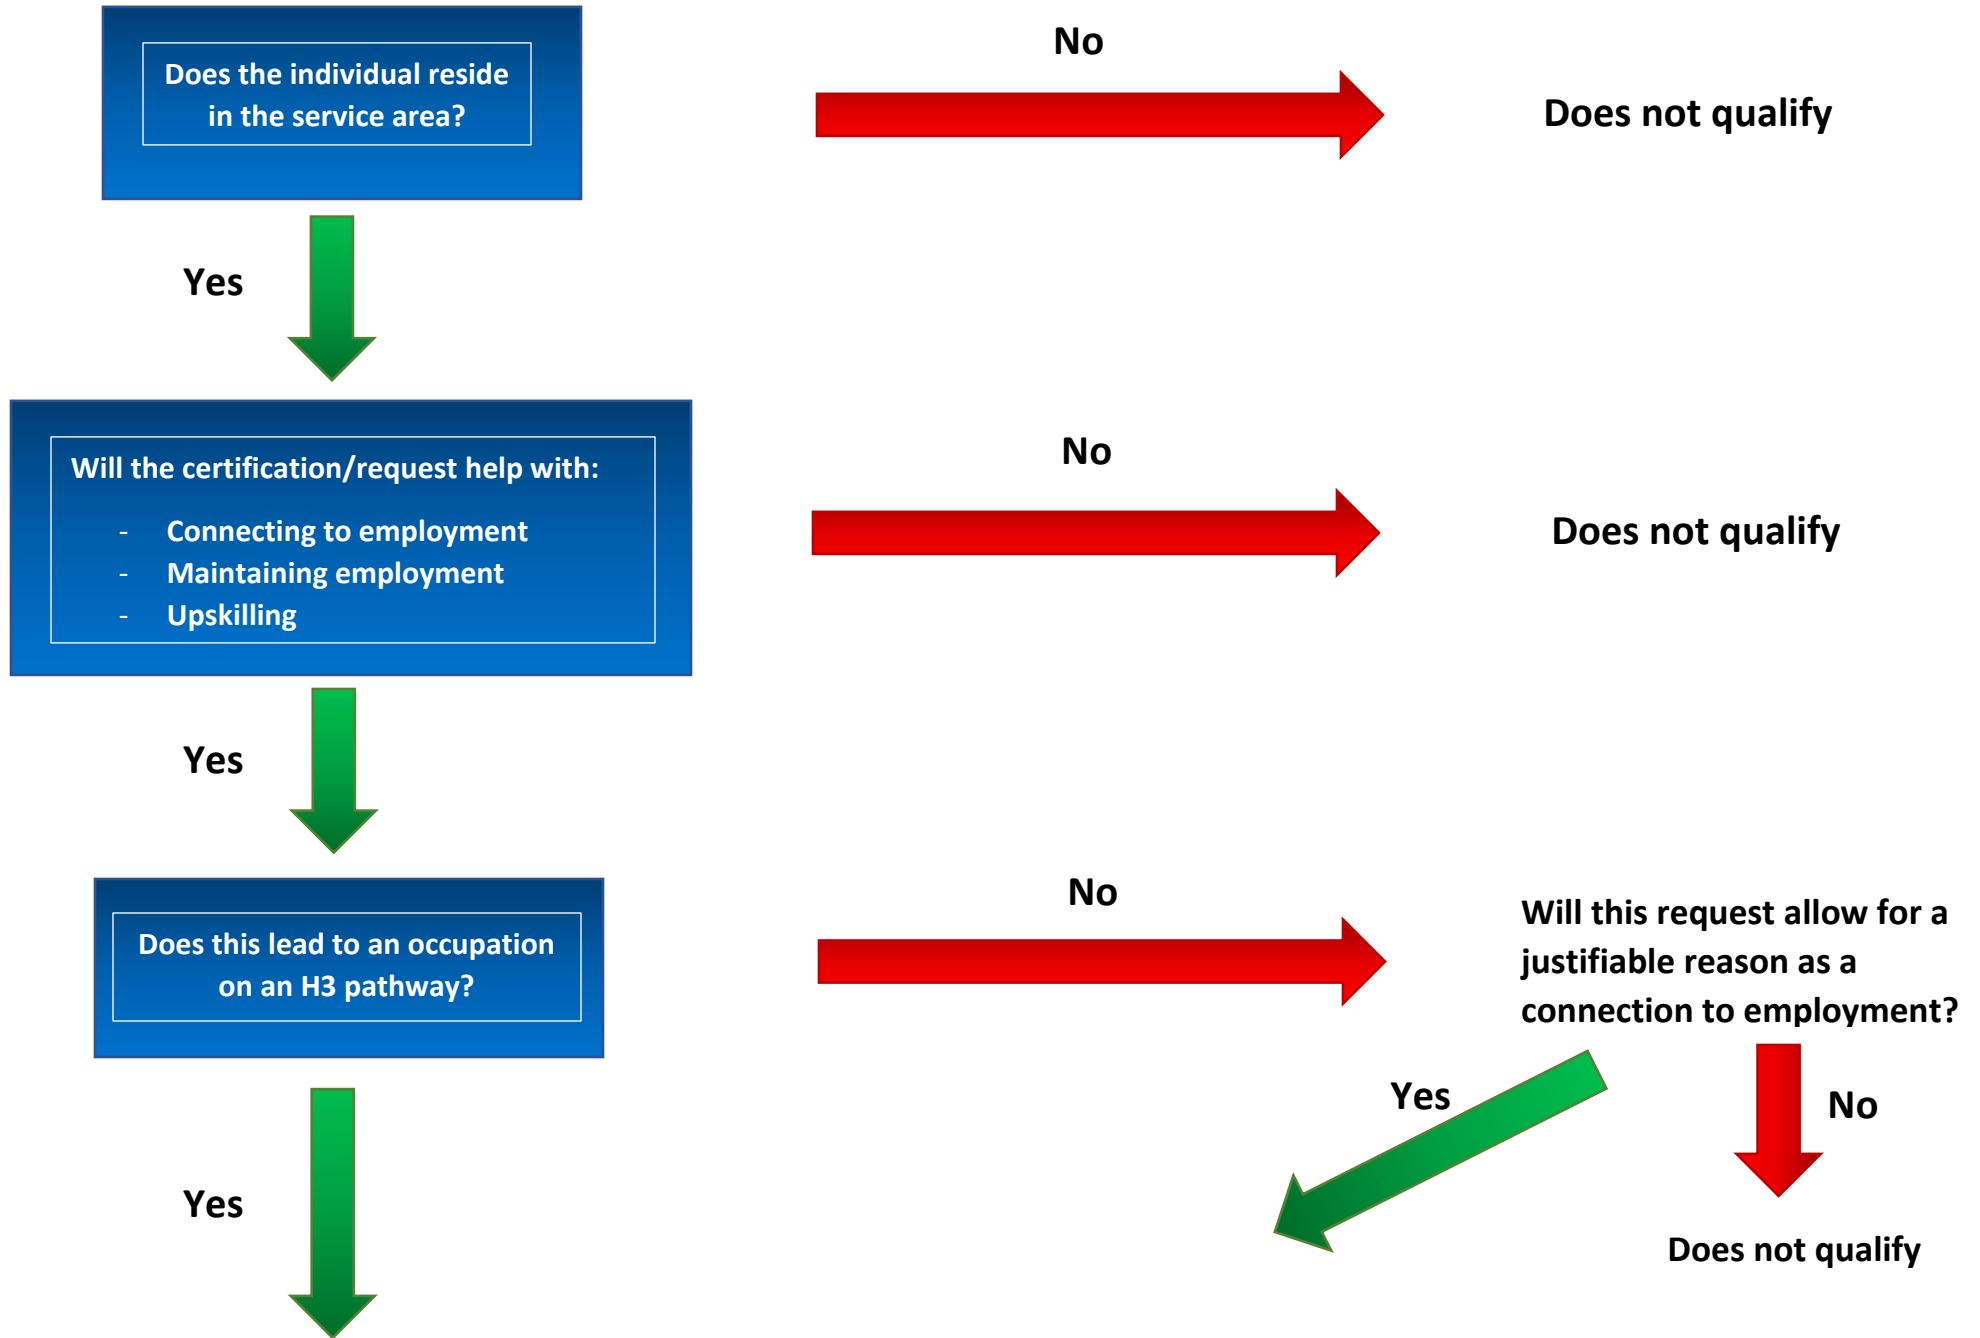 Does the individual reside
in the service area?
No
Does not qualify
Yes
Will the certification/request help with:
- Connecting to employment
- Maintaining employment
- Upskilling
No
Does not qualify
Yes
Does this lead to an occupation
on an H3 pathway?
No
Will this request allow for a
justifiable reason as a
connection to employment?
Yes
No
Does not qualify
Yes